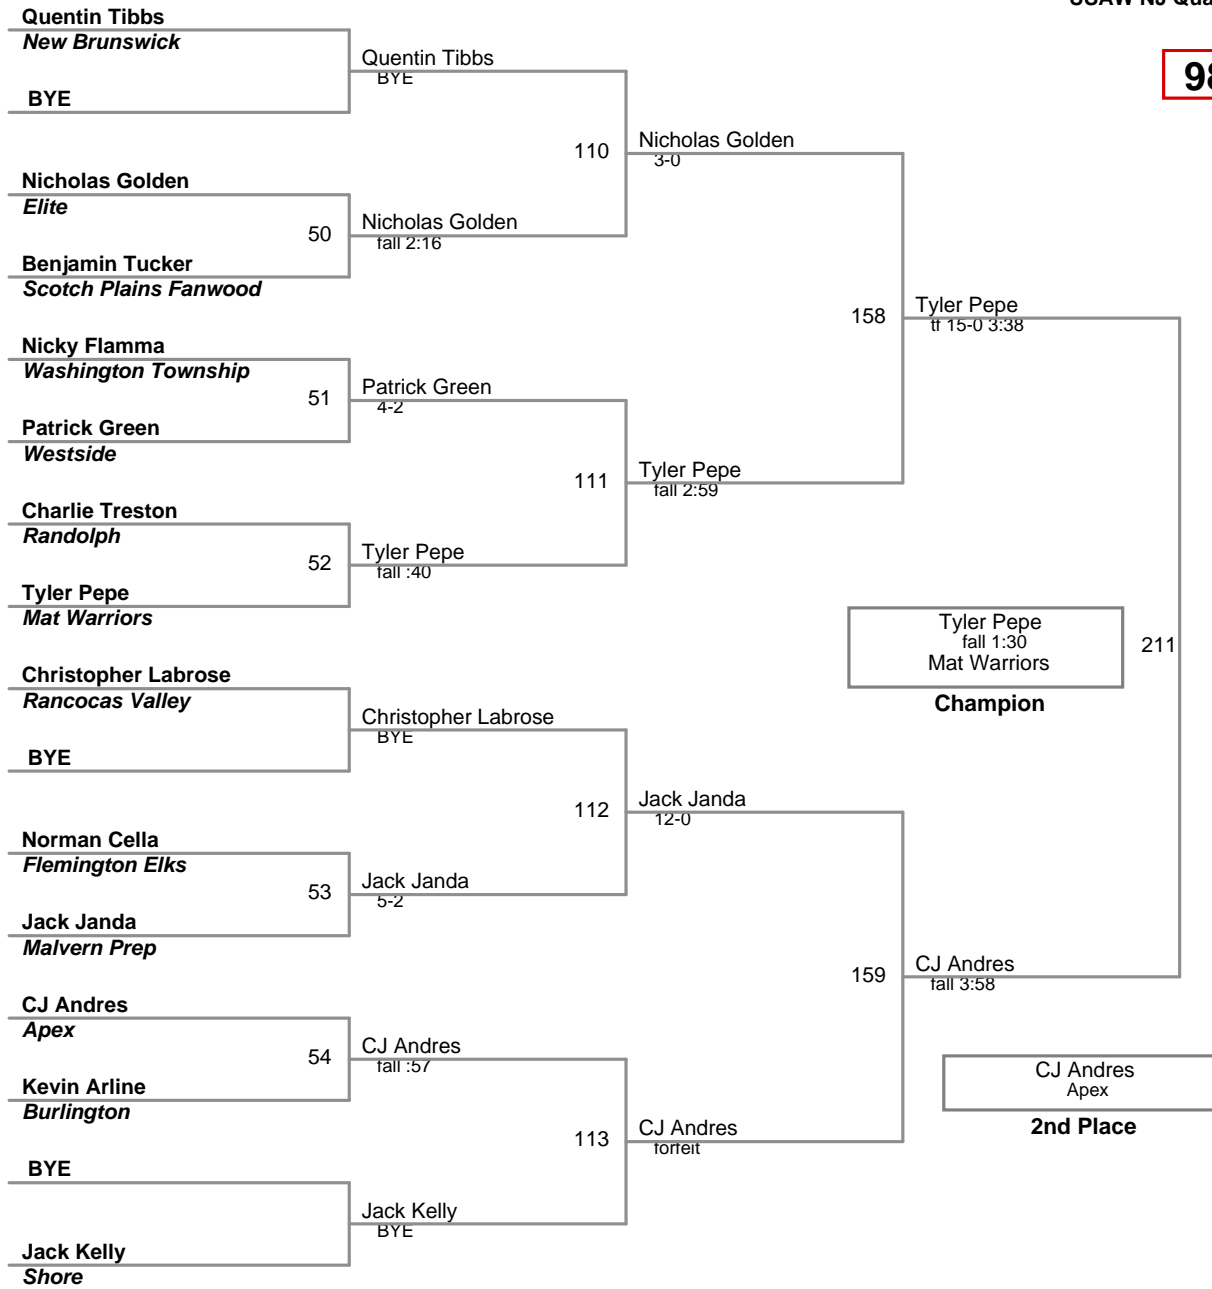 USAW NJ Qua
98
Quentin Tibbs
New Brunswick
BYE
Nicholas Golden
Elite
50
Benjamin Tucker
Scotch Plains Fanwood
Nicky Flamma
Washington Township
51
Patrick Green
Westside
Charlie Treston
Randolph
52
Tyler Pepe
Mat Warriors
Christopher Labrose
Rancocas Valley
BYE
Norman Cella
Flemington Elks
53
Jack Janda
Malvern Prep
CJ Andres
Apex
54
Kevin Arline
Burlington
BYE
Jack Kelly
Shore
Quentin Tibbs
BYE
110
Nicholas Golden
fall 2:16
Patrick Green
4-2
111
Tyler Pepe
fall :40
Christopher Labrose
BYE
112
Jack Janda
5-2
CJ Andres
fall :57
113
Jack Kelly
BYE
Nicholas Golden
3-0
158
Tyler Pepe
fall 2:59
Jack Janda
12-0
159
CJ Andres
forfeit
Tyler Pepe
tf 15-0 3:38
211
CJ Andres
fall 3:58
Tyler Pepe
fall 1:30
Mat Warriors
Champion
CJ Andres
Apex
2nd Place